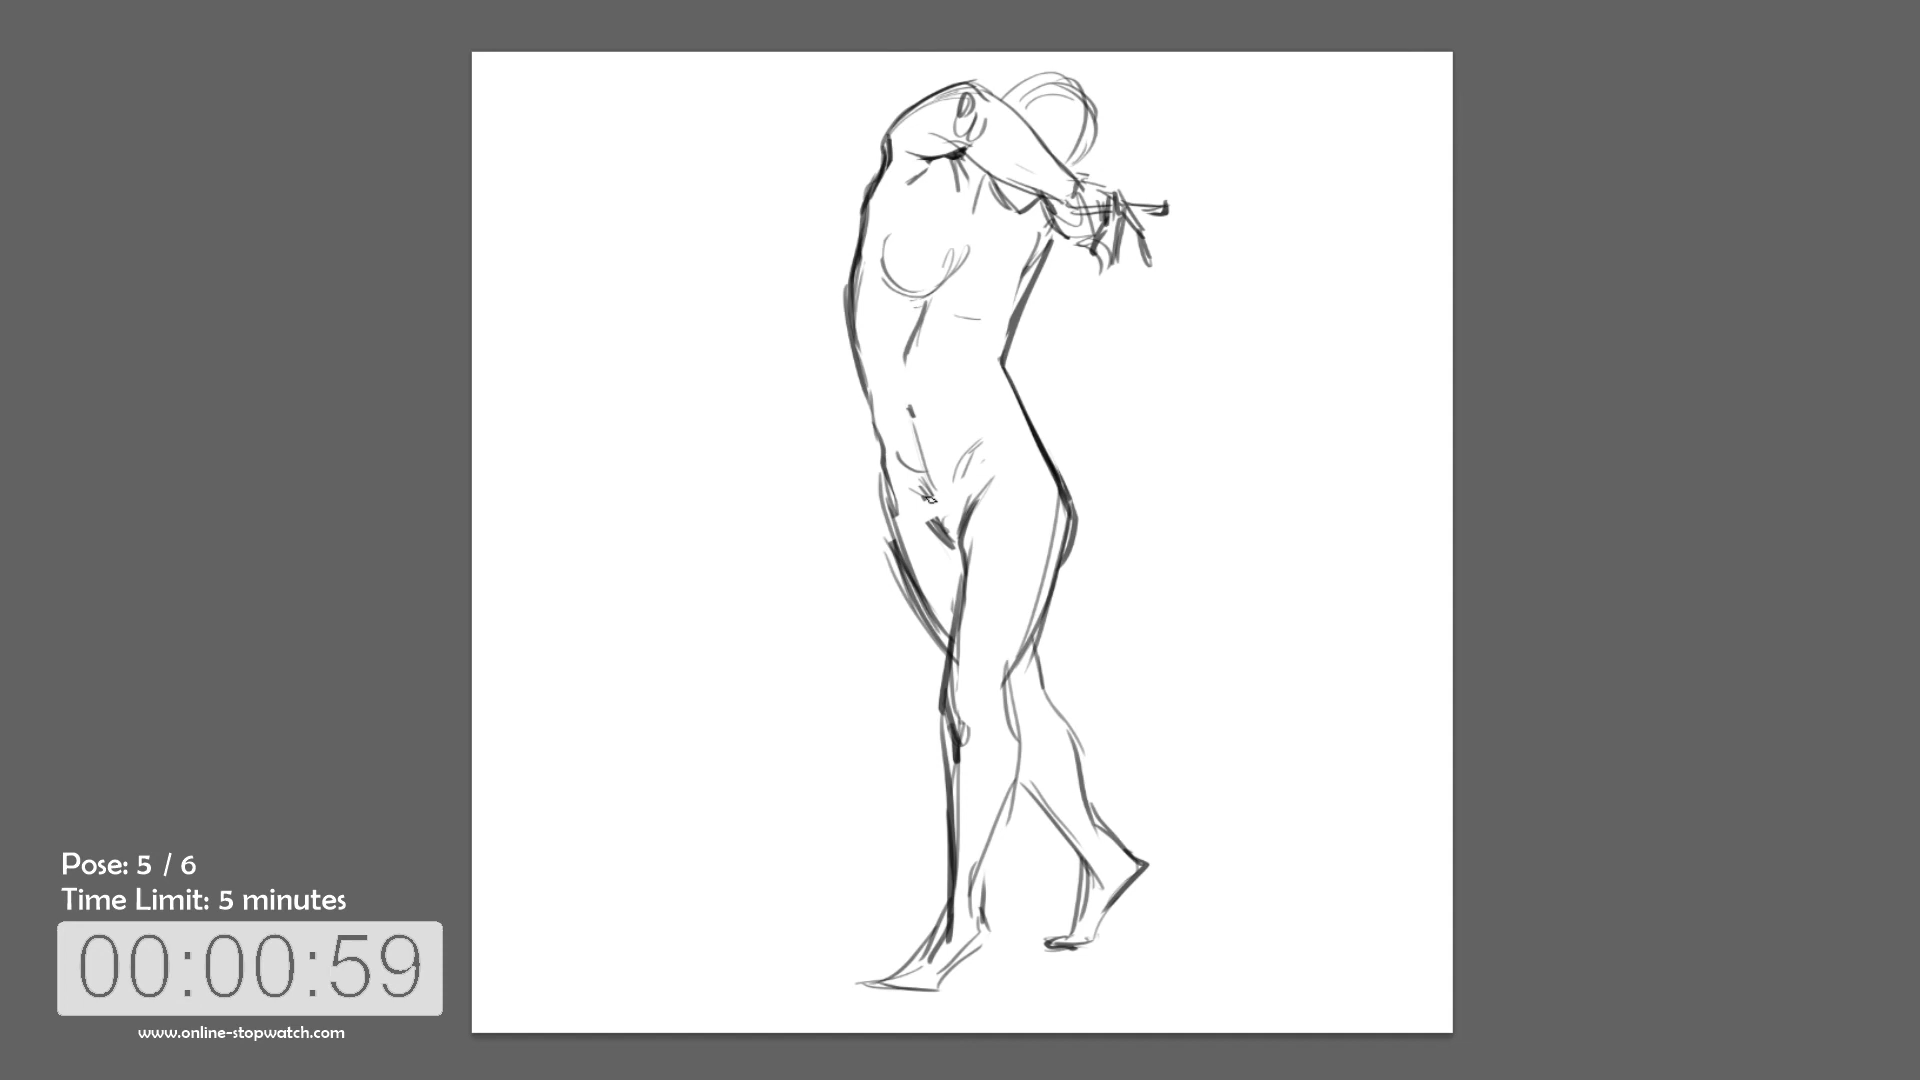 Pose: 5 / 6
Time Limit: 5 minutes
00:00:59
www.online-stopwatch.com